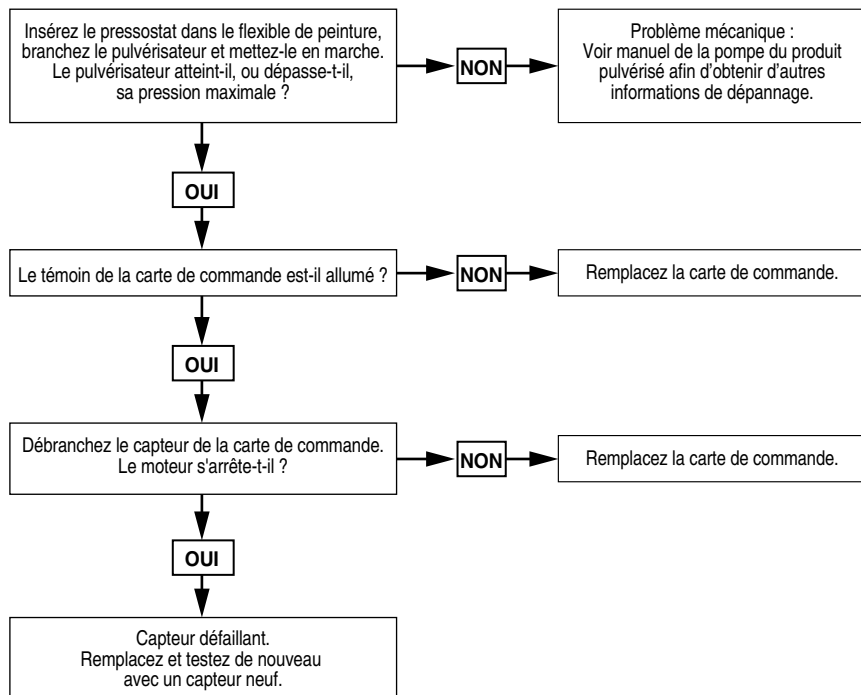 Insérez le pressostat dans le flexible de peinture,
branchez le pulvérisateur et mettez-le en marche.
Le pulvérisateur atteint-il, ou dépasse-t-il,
sa pression maximale ?
NON
Problème mécanique :
Voir manuel de la pompe du produit
pulvérisé afin d'obtenir d'autres
informations de dépannage.
OUI
Le témoin de la carte de commande est-il allumé ?
NON
Remplacez la carte de commande.
OUI
Débranchez le capteur de la carte de commande.
Le moteur s'arrête-t-il ?
NON
Remplacez la carte de commande.
OUI
Capteur défaillant.
Remplacez et testez de nouveau
avec un capteur neuf.